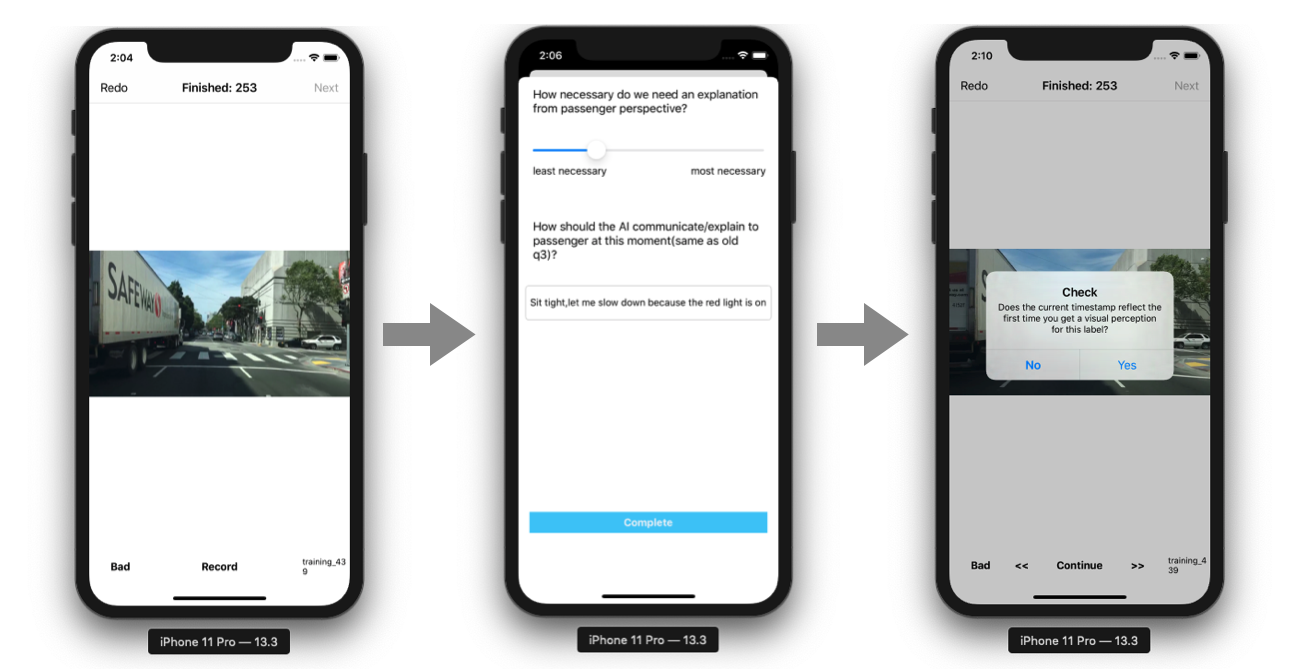 2:04
Redo Finished: 253 Next
SAFEWAY
Bad Record training_43
9
iPhone 11 Pro — 13.3
2:06
How necessary do we need an explanation
from passenger perspective?
least necessary most necessary
How should the AI communicate/explain to
passenger at this moment(same as old
q3)?
Sit tight,let me slow down because the red light is on
Complete
iPhone 11 Pro — 13.3
2:10
Redo Finished: 253 Next
Check
Does the current timestamp reflect the
first time you get a visual perception
for this label?
No Yes
Bad << Continue >> training_4
39
iPhone 11 Pro — 13.3